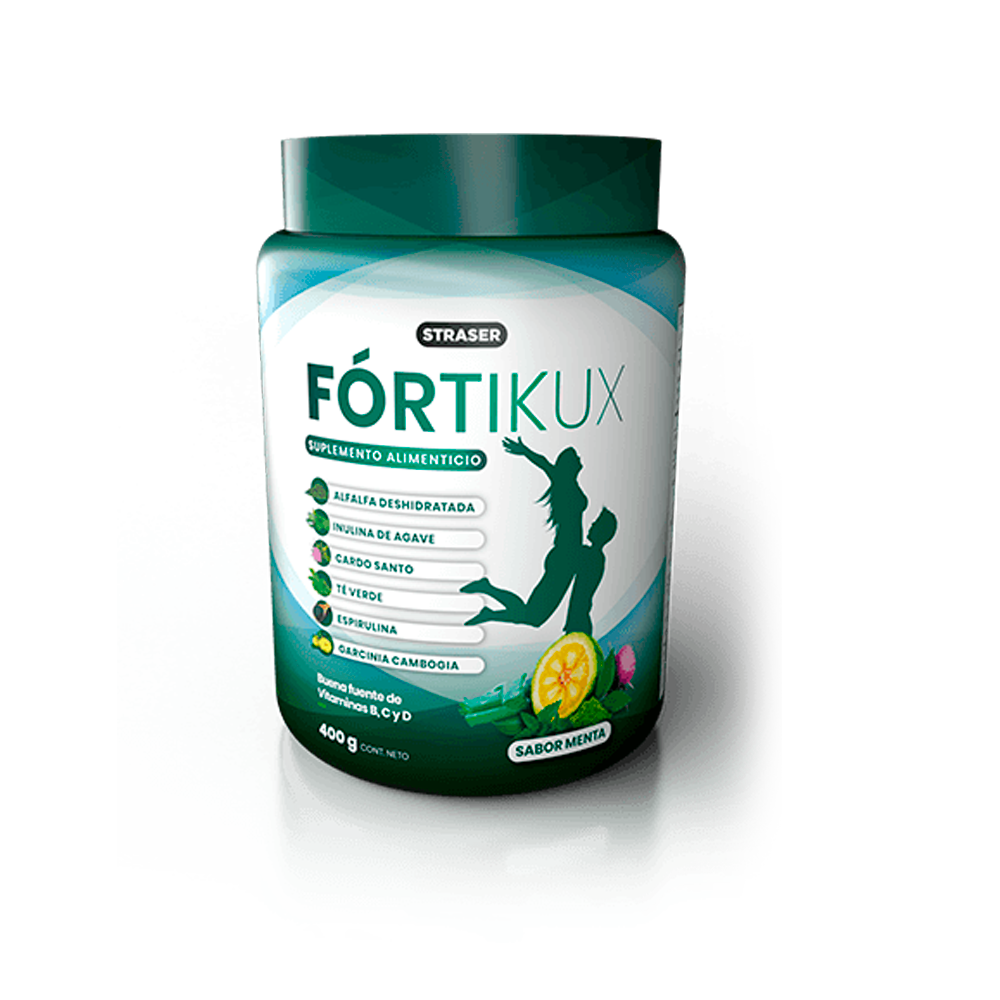 STRASER
FÓRTIKUX
SUPLEMENTO ALIMENTICIO
ALFALFA DESHIDRATADA
INULINA DE AGAVE
CARDO SANTO
TÉ VERDE
ESPIRULINA
GARCINIA CAMBOGIA
Buena fuente de
Vitaminas B, C y D
400 g CONT. NETO
SABOR MENTA